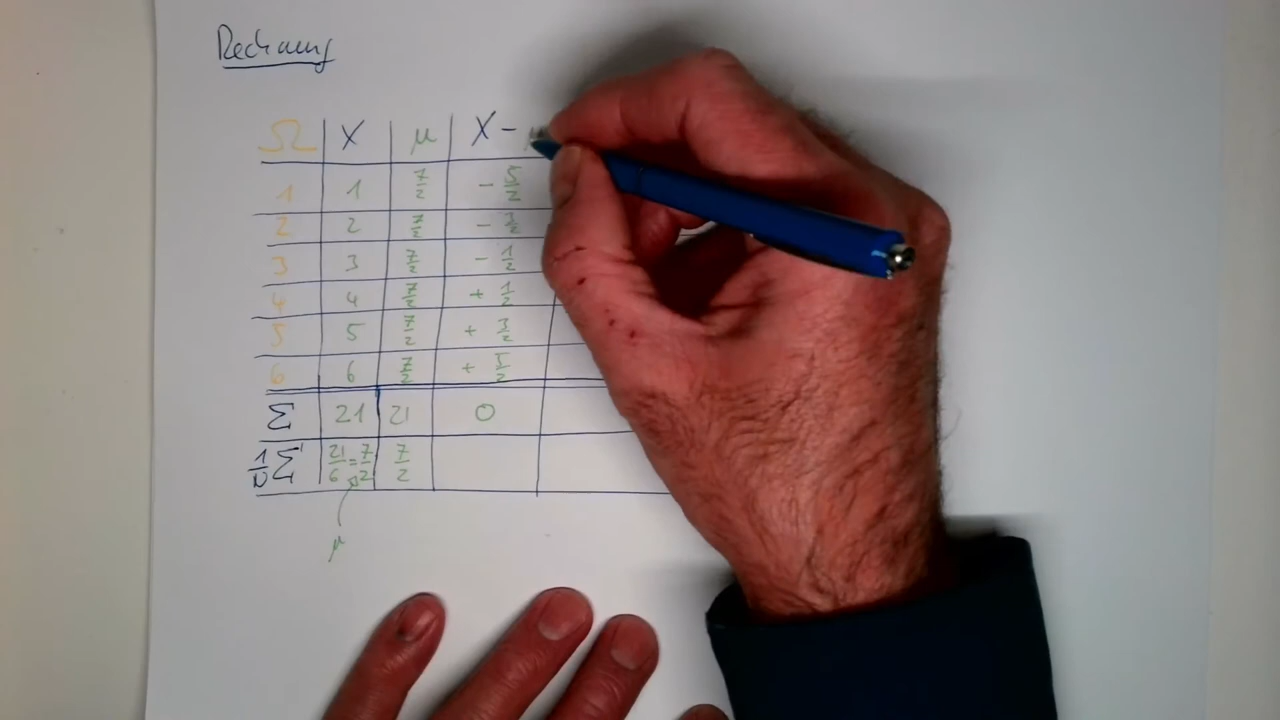 Rechnung
Ω X μ X -
1 1 7/2 - 5/2
2 2 7/2 - 3/2
3 3 7/2 - 1/2
4 4 7/2 + 1/2
5 5 7/2 + 3/2
6 6 7/2 + 5/2
Σ 21 21 0
1/N Σ 21/6 = 7/2 7/2
μ